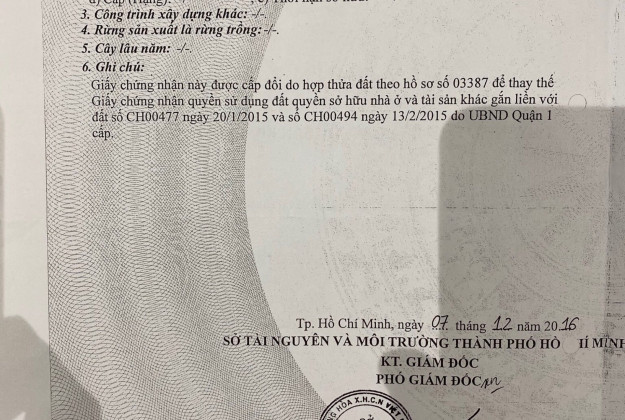 3. Công trình xây dựng khác: -/-.
4. Rừng sản xuất là rừng trồng: -/-.
5. Cây lâu năm: -/-.
6. Ghi chú:
Giấy chứng nhận này được cấp đổi do hợp thửa đất theo hồ sơ số 03387 để thay thế
Giấy chứng nhận quyền sử dụng đất quyền sở hữu nhà ở và tài sản khác gắn liền với
đất số CH00477 ngày 20/1/2015 và số CH00494 ngày 13/2/2015 do UBND Quận 1
cấp.
Tp. Hồ Chí Minh, ngày 07 tháng 12 năm 2016
SỞ TÀI NGUYÊN VÀ MÔI TRƯỜNG THÀNH PHỐ HỒ
KT. GIÁM ĐỐC
PHÓ GIÁM ĐỐC
HÒA X.H.C.N VIỆT